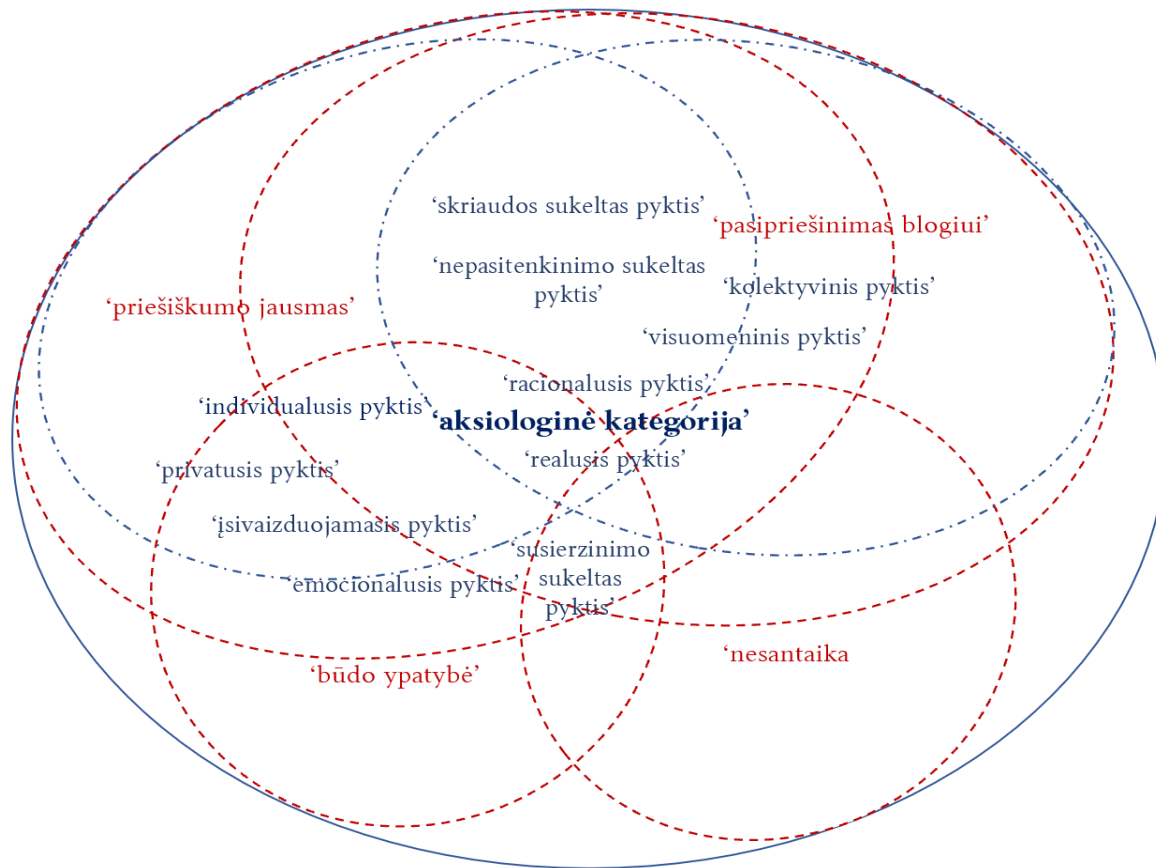 ‘skriaudos sukeltas pyktis’
‘pasipriešinimas blogiui’
‘nepasitenkinimo sukeltas
pyktis’
‘kolektyvinis pyktis’
‘priešiškumo jausmas’
‘visuomeninis pyktis’
‘racionalusis pyktis’
‘individualusis pyktis’
‘aksiologinė kategorija’
‘realusis pyktis’
‘privatusis pyktis’
‘įsivaizduojamasis pyktis’
‘susierzinimo
sukeltas
pyktis’
‘emocionalusis pyktis’
‘būdo ypatybė’
‘nesantaika